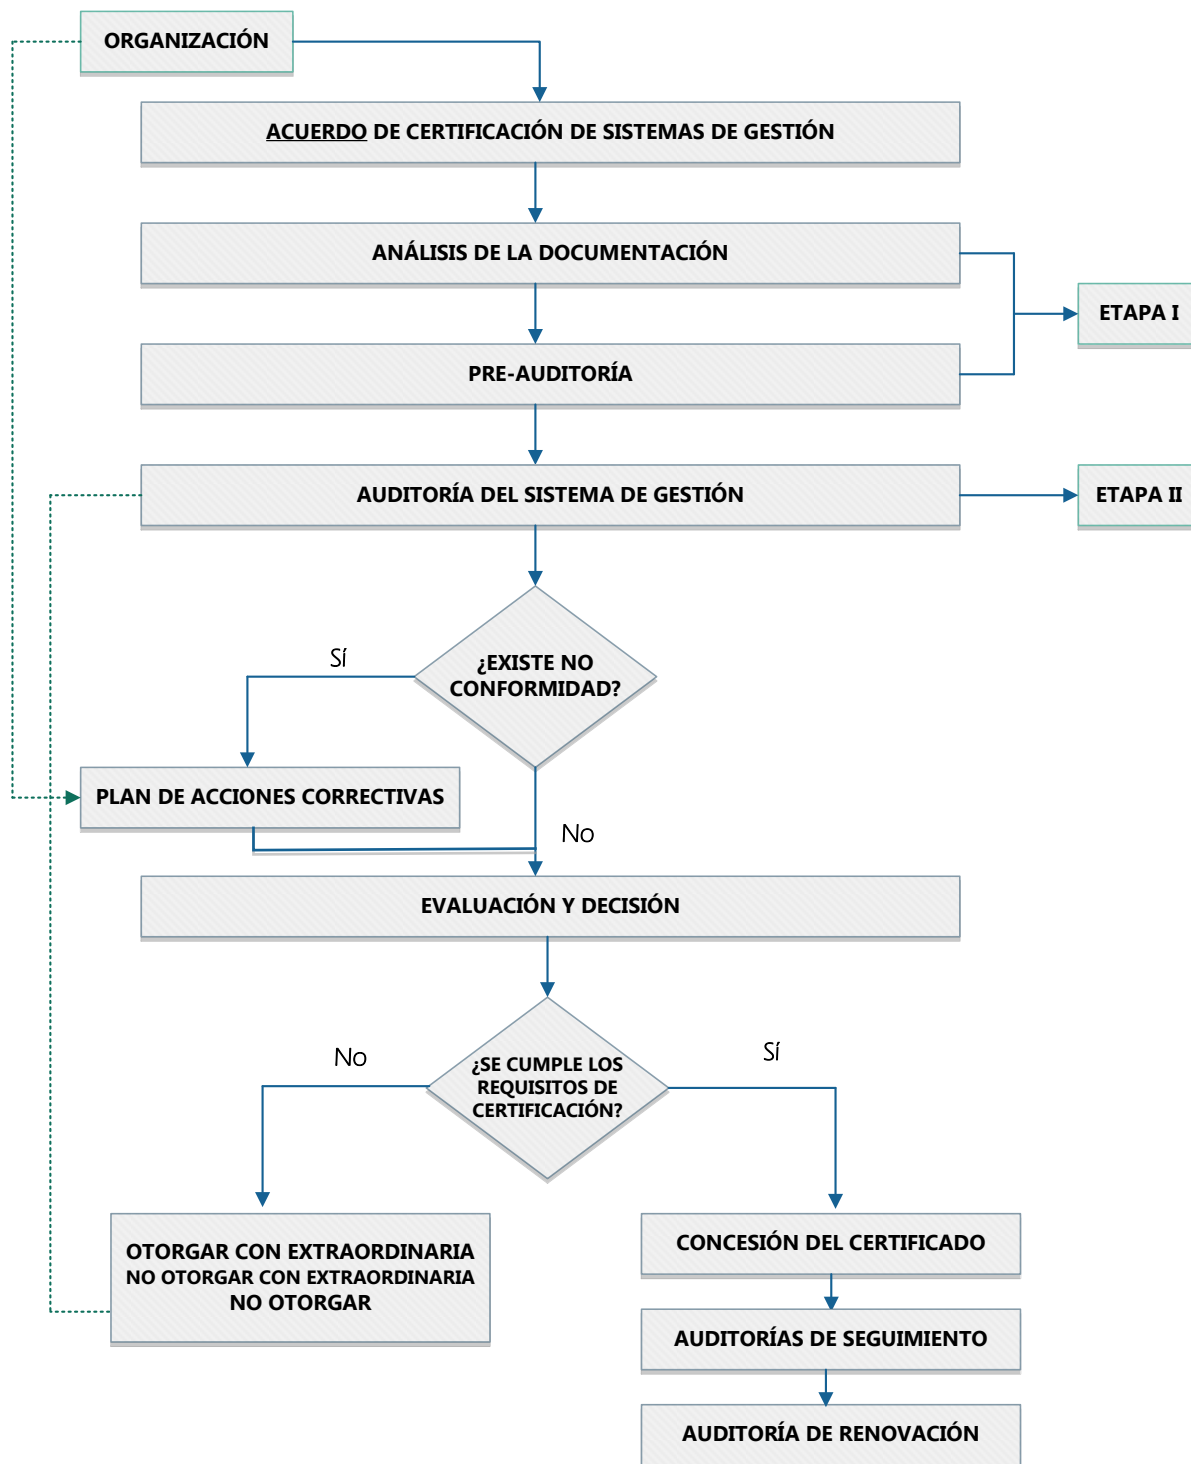 ORGANIZACIÓN
ACUERDO DE CERTIFICACIÓN DE SISTEMAS DE GESTIÓN
ANÁLISIS DE LA DOCUMENTACIÓN
ETAPA I
PRE-AUDITORÍA
AUDITORÍA DEL SISTEMA DE GESTIÓN
ETAPA II
¿EXISTE NO
CONFORMIDAD?
Sí
PLAN DE ACCIONES CORRECTIVAS
No
EVALUACIÓN Y DECISIÓN
¿SE CUMPLE LOS
REQUISITOS DE
CERTIFICACIÓN?
No
Sí
OTORGAR CON EXTRAORDINARIA
NO OTORGAR CON EXTRAORDINARIA
NO OTORGAR
CONCESIÓN DEL CERTIFICADO
AUDITORÍAS DE SEGUIMIENTO
AUDITORÍA DE RENOVACIÓN